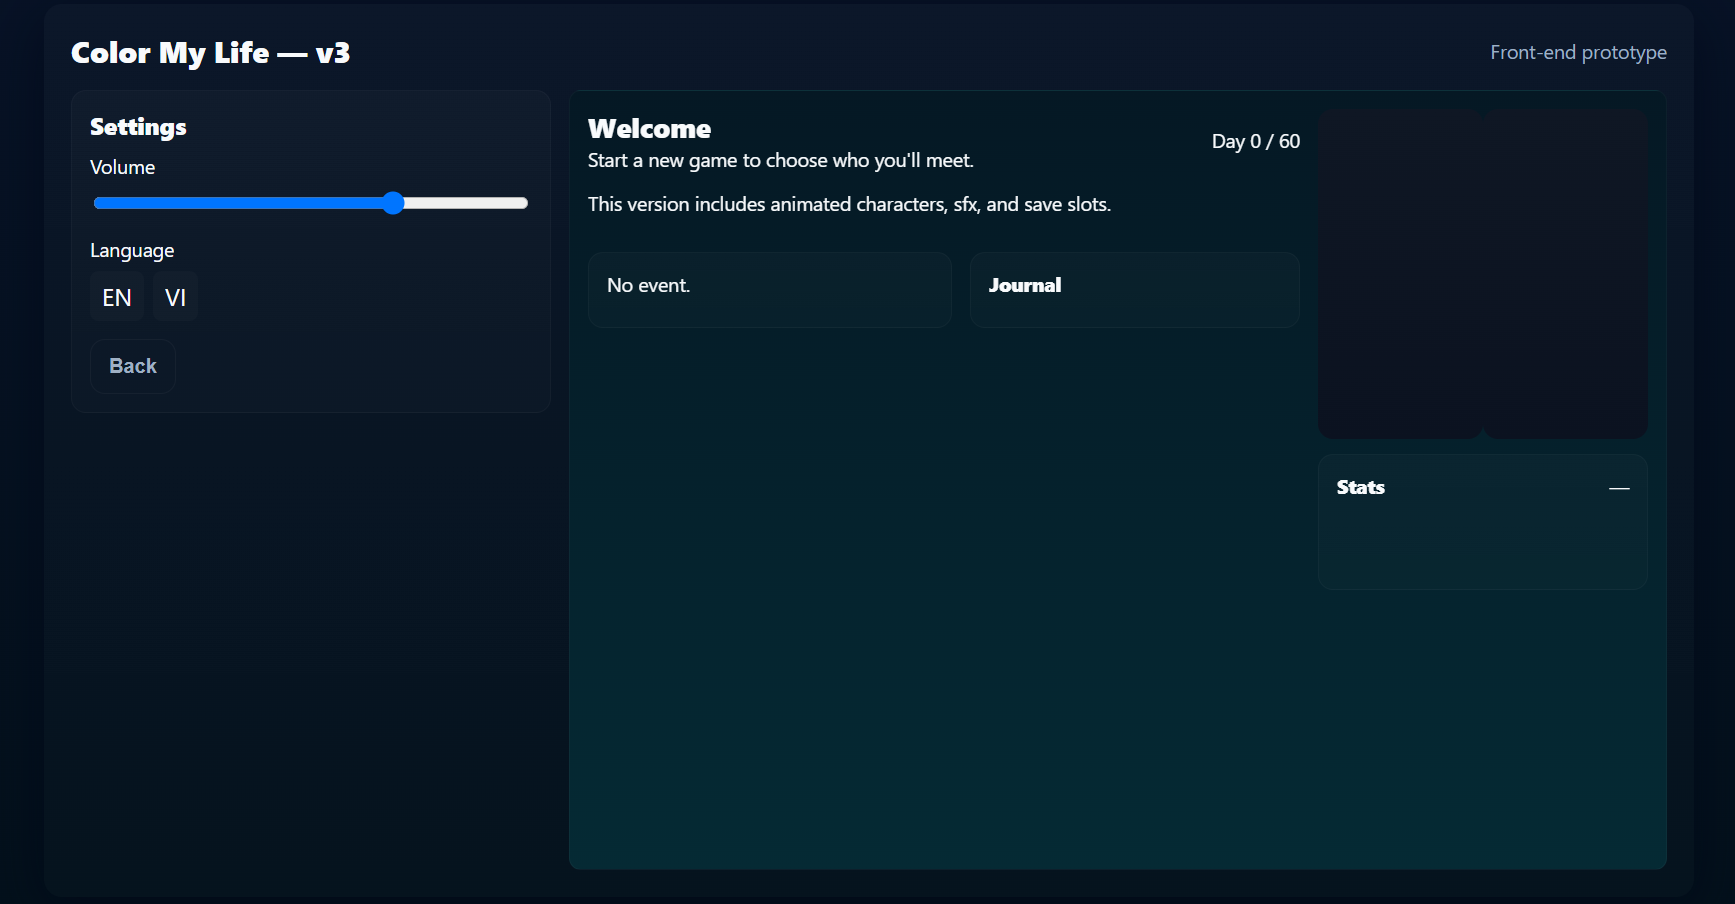 Color My Life — v3
Front-end prototype
Settings
Volume
Language
EN VI
Back
Welcome
Start a new game to choose who you'll meet.
Day 0 / 60
This version includes animated characters, sfx, and save slots.
No event.
Journal
Stats —